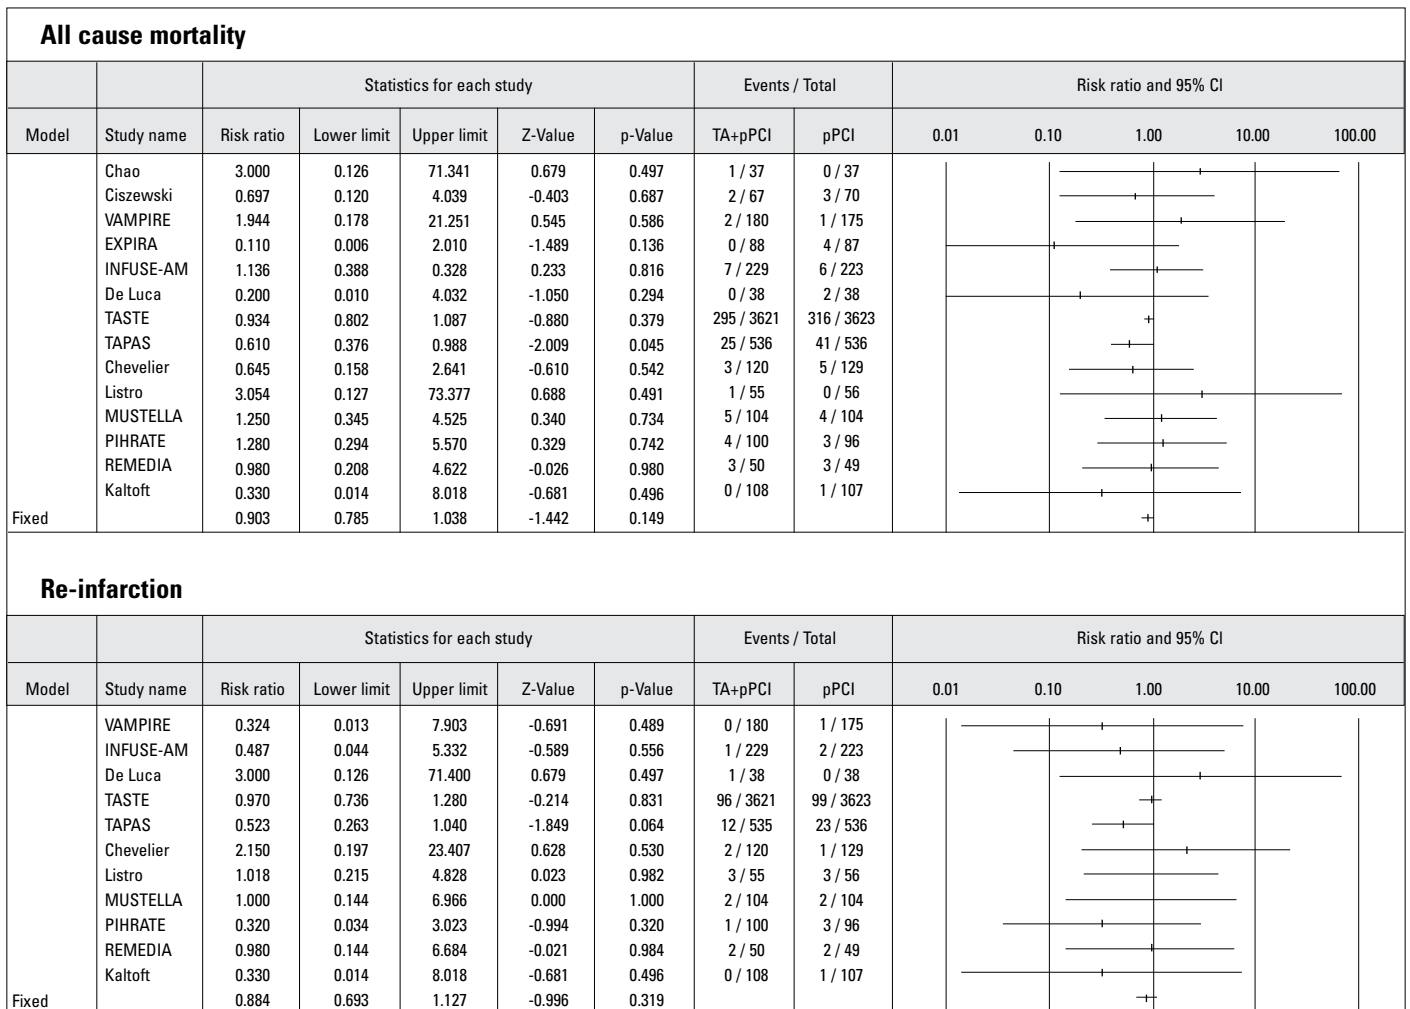 All cause mortality
Statistics for each study Events / Total Risk ratio and 95% CI
Model Study name Risk ratio Lower limit Upper limit Z-Value p-Value TA+pPCI pPCI 0.01 0.10 1.00 10.00 100.00
Chao 3.000 0.126 71.341 0.679 0.497 1 / 37 0 / 37
Ciszewski 0.697 0.120 4.039 -0.403 0.687 2 / 67 3 / 70
VAMPIRE 1.944 0.178 21.251 0.545 0.586 2 / 180 1 / 175
EXPIRA 0.110 0.006 2.010 -1.489 0.136 0 / 88 4 / 87
INFUSE-AM 1.136 0.388 0.328 0.233 0.816 7 / 229 6 / 223
De Luca 0.200 0.010 4.032 -1.050 0.294 0 / 38 2 / 38
TASTE 0.934 0.802 1.087 -0.880 0.379 295 / 3621 316 / 3623
TAPAS 0.610 0.376 0.988 -2.009 0.045 25 / 536 41 / 536
Chevelier 0.645 0.158 2.641 -0.610 0.542 3 / 120 5 / 129
Listro 3.054 0.127 73.377 0.688 0.491 1 / 55 0 / 56
MUSTELLA 1.250 0.345 4.525 0.340 0.734 5 / 104 4 / 104
PIHRATE 1.280 0.294 5.570 0.329 0.742 4 / 100 3 / 96
REMEDIA 0.980 0.208 4.622 -0.026 0.980 3 / 50 3 / 49
Kaltoft 0.330 0.014 8.018 -0.681 0.496 0 / 108 1 / 107
Fixed 0.903 0.785 1.038 -1.442 0.149
Re-infarction
Statistics for each study Events / Total Risk ratio and 95% CI
Model Study name Risk ratio Lower limit Upper limit Z-Value p-Value TA+pPCI pPCI 0.01 0.10 1.00 10.00 100.00
VAMPIRE 0.324 0.013 7.903 -0.691 0.489 0 / 180 1 / 175
INFUSE-AM 0.487 0.044 5.332 -0.589 0.556 1 / 229 2 / 223
De Luca 3.000 0.126 71.400 0.679 0.497 1 / 38 0 / 38
TASTE 0.970 0.736 1.280 -0.214 0.831 96 / 3621 99 / 3623
TAPAS 0.523 0.263 1.040 -1.849 0.064 12 / 535 23 / 536
Chevelier 2.150 0.197 23.407 0.628 0.530 2 / 120 1 / 129
Listro 1.018 0.215 4.828 0.023 0.982 3 / 55 3 / 56
MUSTELLA 1.000 0.144 6.966 0.000 1.000 2 / 104 2 / 104
PIHRATE 0.320 0.034 3.023 -0.994 0.320 1 / 100 3 / 96
REMEDIA 0.980 0.144 6.684 -0.021 0.984 2 / 50 2 / 49
Kaltoft 0.330 0.014 8.018 -0.681 0.496 0 / 108 1 / 107
Fixed 0.884 0.693 1.127 -0.996 0.319